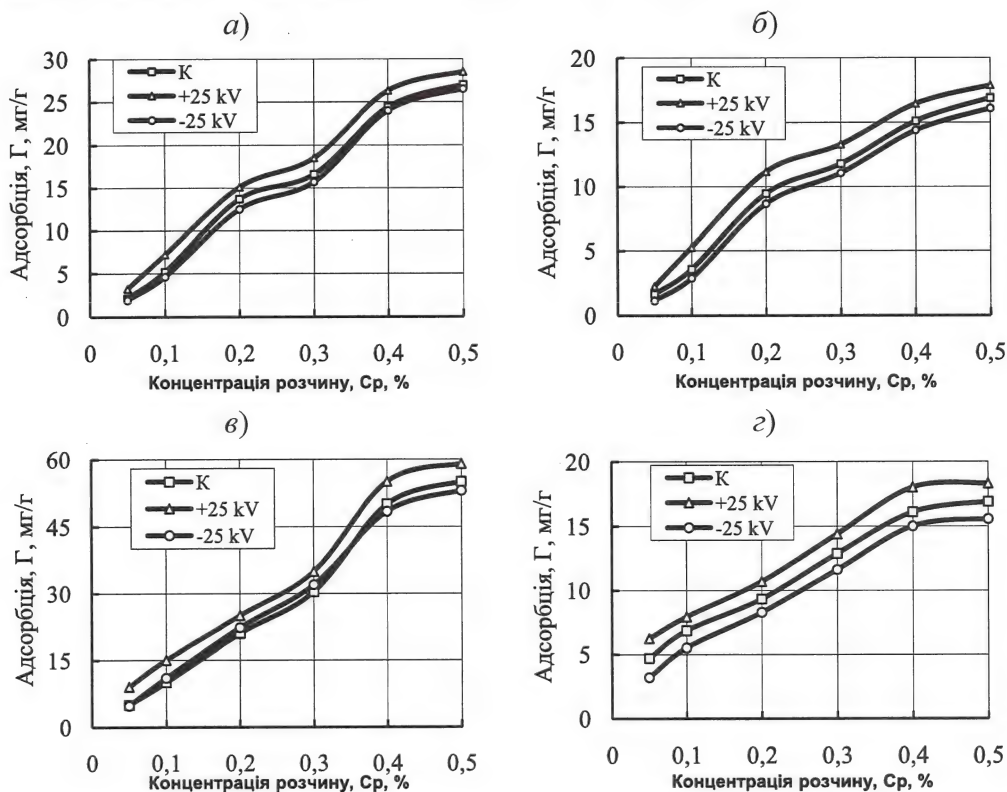 а)
30
25
20
15
10
5
0
Адсорбція, Г, мг/г
К
+25 kV
-25 kV
0 0,1 0,2 0,3 0,4 0,5
Концентрація розчину, Ср, %
б)
20
15
10
5
0
Адсорбція, Г, мг/г
К
+25 kV
-25 kV
0 0,1 0,2 0,3 0,4 0,5
Концентрація розчину, Ср, %
в)
60
45
30
15
0
Адсорбція, Г, мг/г
К
+25 kV
-25 kV
0 0,1 0,2 0,3 0,4 0,5
Концентрація розчину, Ср, %
г)
20
15
10
5
0
Адсорбція, Г, мг/г
К
+25 kV
-25 kV
0 0,1 0,2 0,3 0,4 0,5
Концентрація розчину, Ср, %